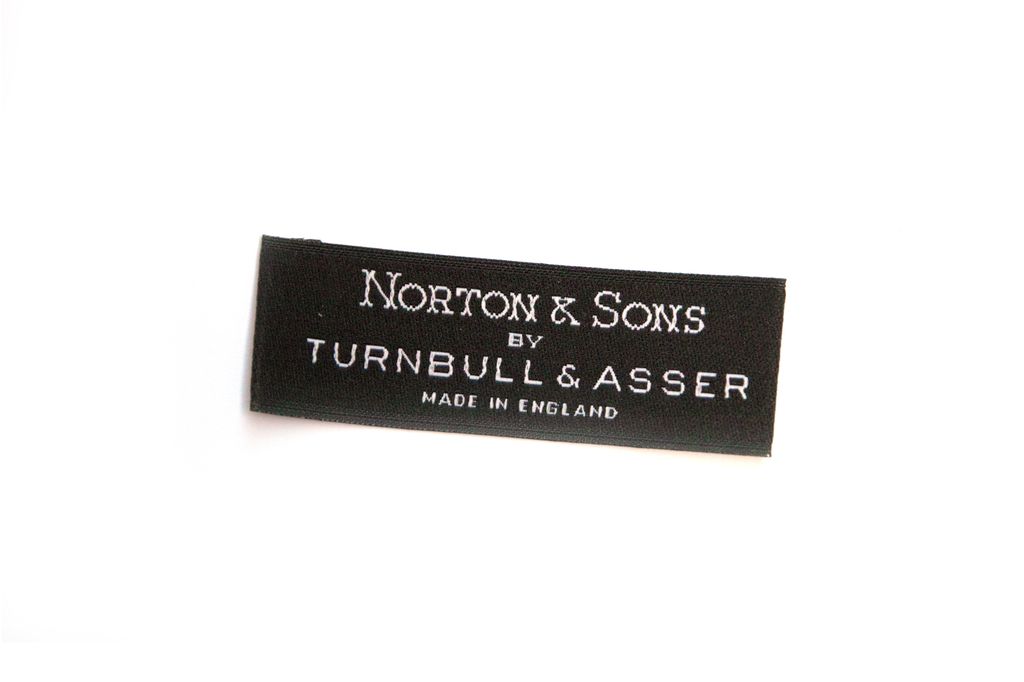 Norton & Sons
BY
TURNBULL & ASSER
MADE IN ENGLAND